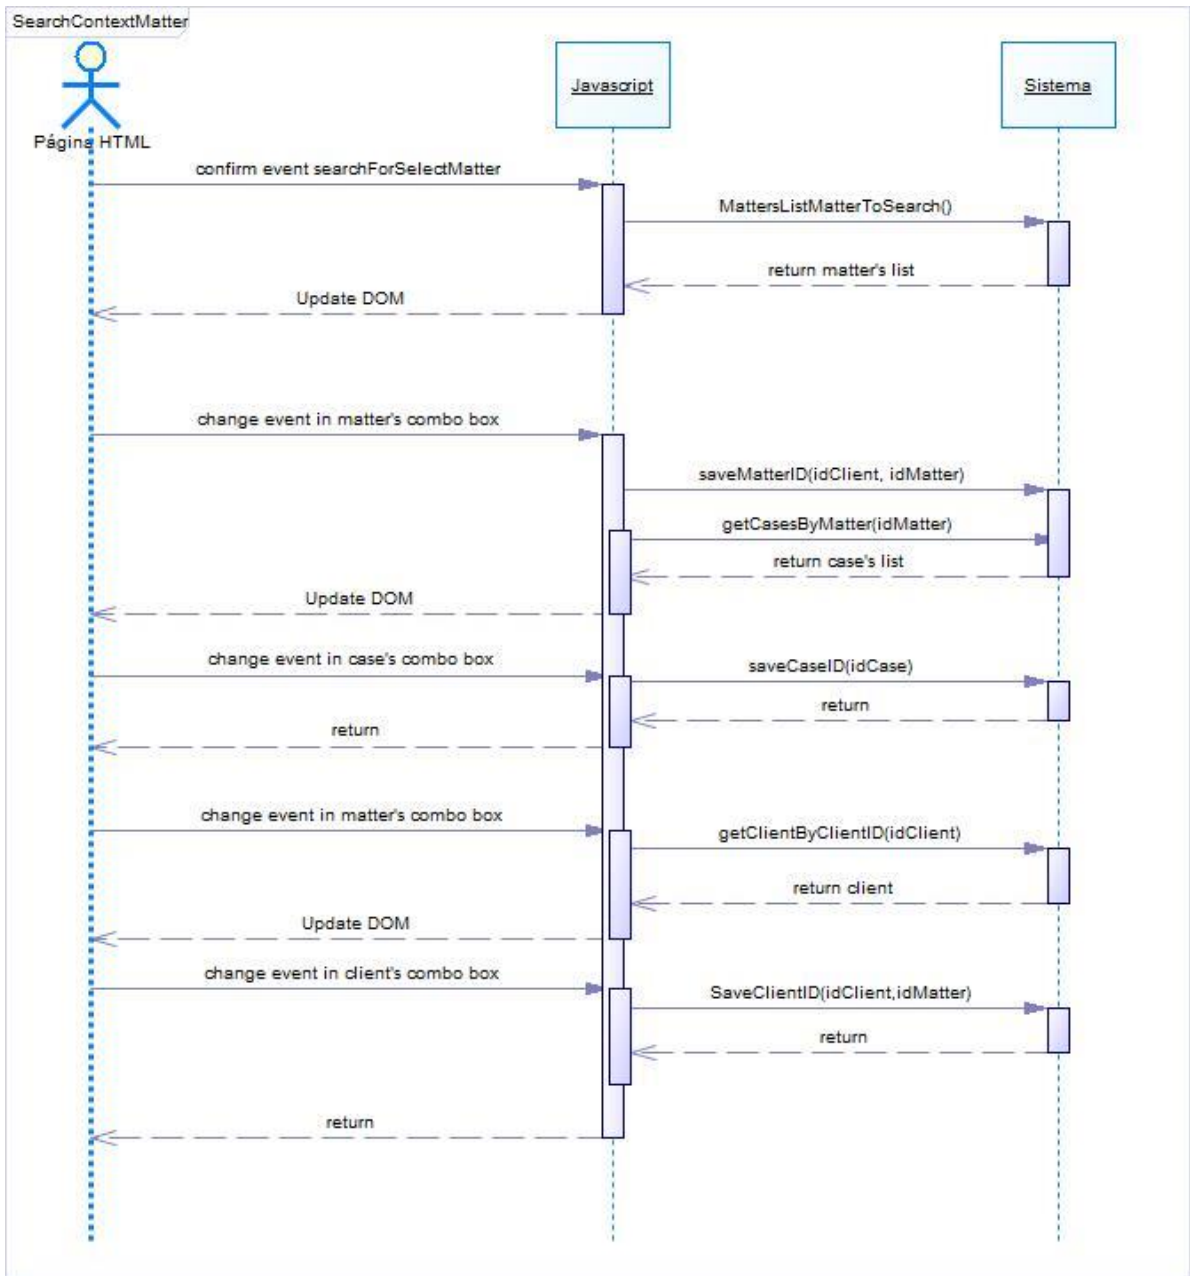 SearchContextMatter
Javascript
Sistema
Página HTML
confirm event searchForSelectMatter
MattersListMatterToSearch()
return matter's list
Update DOM
change event in matter's combo box
saveMatterID(idClient, idMatter)
getCasesByMatter(idMatter)
return case's list
Update DOM
change event in case's combo box
saveCaseID(idCase)
return
return
change event in matter's combo box
getClientByClientID(idClient)
return client
Update DOM
change event in client's combo box
SaveClientID(idClient,idMatter)
return
return